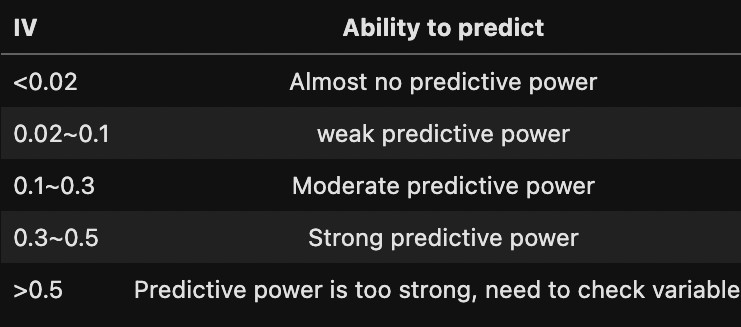 IV Ability to predict
<0.02 Almost no predictive power
0.02~0.1 weak predictive power
0.1~0.3 Moderate predictive power
0.3~0.5 Strong predictive power
>0.5 Predictive power is too strong, need to check variable